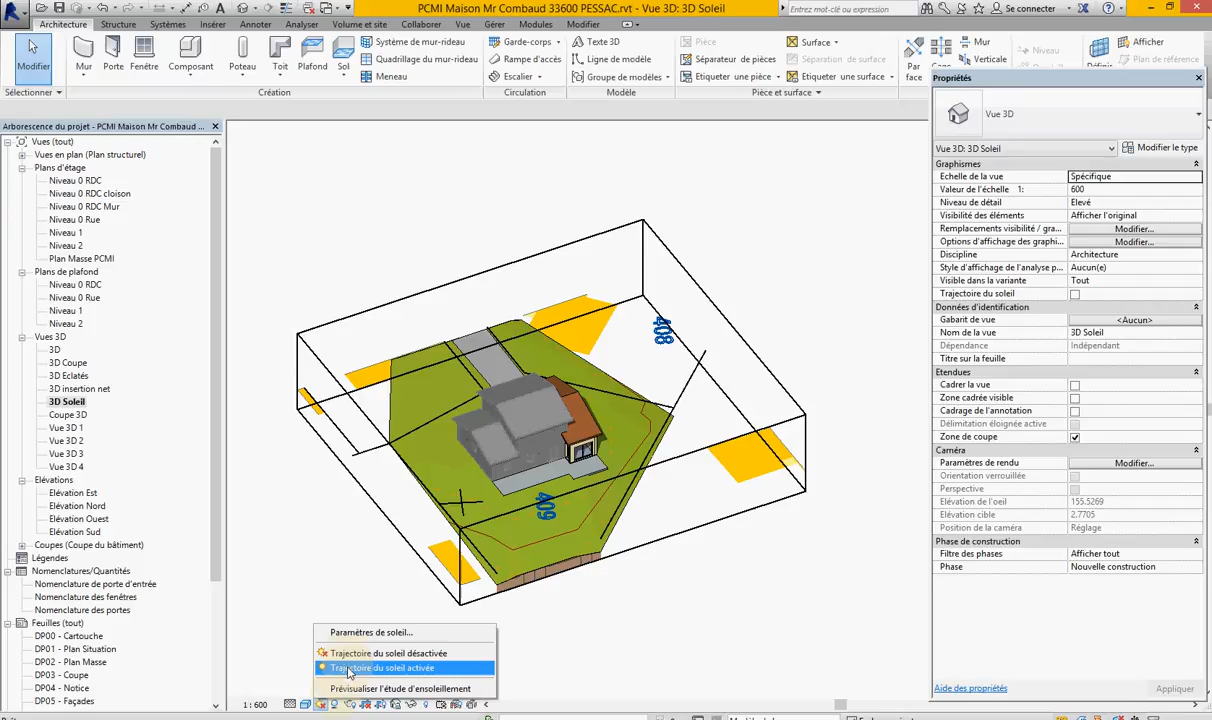 PCMI Maison Mr Combaud 33600 PESSAC.rvt - Vue 3D: 3D Soleil
Entrez mot-clé ou expression
Se connecter
Architecture Structure Systèmes Insérer Annoter Analyser Volume et site Collaborer Vue Gérer Modules Modifier
Modifier
Mur
Porte
Fenêtre
Composant
Poteau
Toit
Plafond
Sol
Système de mur-rideau
Quadrillage du mur-rideau
Meneau
Garde-corps
Rampe d'accès
Escalier
Texte 3D
Ligne de modèle
Groupe de modèles
Pièce
Séparateur de pièces
Etiqueter une pièce
Surface
Séparation de surface
Etiqueter une surface
Par face
Mur
Verticale
Niveau
Afficher
Plan de référence
Sélectionner
Création
Circulation
Modèle
Pièce et surface
Arborescence du projet - PCMI Maison Mr Combaud ...
Vues (tout)
Vues en plan (Plan structurel)
Plans d'étage
Niveau 0 RDC
Niveau 0 RDC cloison
Niveau 0 RDC Mur
Niveau 0 Rue
Niveau 1
Niveau 2
Plan Masse PCMI
Plans de plafond
Niveau 0 RDC
Niveau 0 Rue
Niveau 1
Niveau 2
Vues 3D
3D
3D Coupe
3D Eclatés
3D insertion net
3D Soleil
Coupe 3D
Vue 3D 1
Vue 3D 2
Vue 3D 3
Vue 3D 4
Elévations
Elévation Est
Elévation Nord
Elévation Ouest
Elévation Sud
Coupes (Coupe du bâtiment)
Légendes
Nomenclatures/Quantités
Nomenclature de porte d'entrée
Nomenclature des fenêtres
Nomenclature des portes
Feuilles (tout)
DP00 - Cartouche
DP01 - Plan Situation
DP02 - Plan Masse
DP03 - Coupe
DP04 - Notice
DP05 - Façades
408
409
Paramètres de soleil...
Trajectoire du soleil désactivée
Trajectoire du soleil activée
Prévisualiser l'étude d'ensoleillement
1 : 600
Propriétés
Vue 3D
Vue 3D: 3D Soleil
Modifier le type
Graphismes
Echelle de la vue Spécifique
Valeur de l'échelle 1: 600
Niveau de détail Elevé
Visibilité des éléments Afficher l'original
Remplacements visibilité / gra... Modifier...
Options d'affichage des graphi... Modifier...
Discipline Architecture
Style d'affichage de l'analyse p... Aucun(e)
Visible dans la variante Tout
Trajectoire du soleil
Données d'identification
Gabarit de vue <Aucun>
Nom de la vue 3D Soleil
Dépendance Indépendant
Titre sur la feuille
Etendues
Cadrer la vue
Zone cadrée visible
Cadrage de l'annotation
Délimitation éloignée active
Zone de coupe
Caméra
Paramètres de rendu Modifier...
Orientation verrouillée
Perspective
Elévation de l'oeil 155.5269
Elévation cible 2.7705
Position de la caméra Réglage
Phase de construction
Filtre des phases Afficher tout
Phase Nouvelle construction
Aide des propriétés
Appliquer